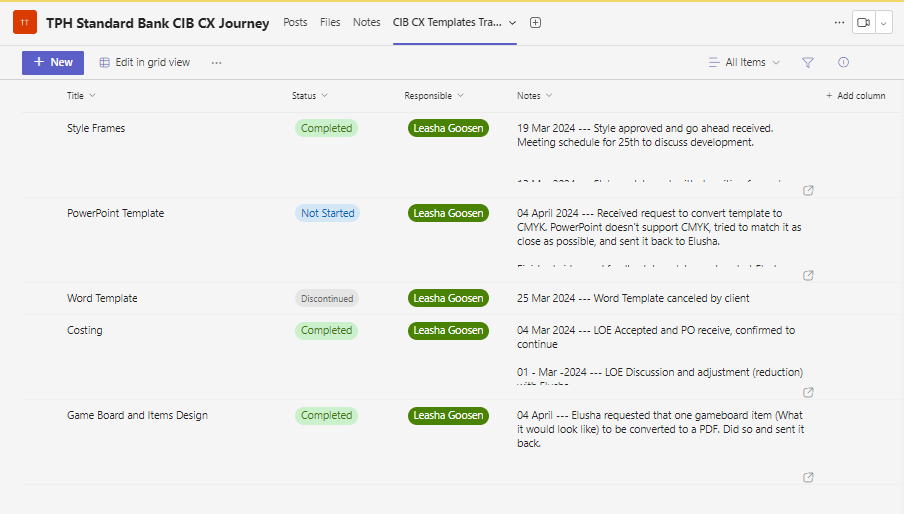 TT TPH Standard Bank CIB CX Journey Posts Files Notes CIB CX Templates Tra...
+ New Edit in grid view ... All Items
Title Status Responsible Notes + Add column
Style Frames Completed Leasha Goosen 19 Mar 2024 --- Style approved and go ahead received.
Meeting schedule for 25th to discuss development.
PowerPoint Template Not Started Leasha Goosen 04 April 2024 --- Received request to convert template to
CMYK. PowerPoint doesn't support CMYK, tried to match it as
close as possible, and sent it back to Elusha.
Word Template Discontinued Leasha Goosen 25 Mar 2024 --- Word Template canceled by client
Costing Completed Leasha Goosen 04 Mar 2024 --- LOE Accepted and PO receive, confirmed to
continue
01 - Mar -2024 --- LOE Discussion and adjustment (reduction)
with Elusha
Game Board and Items Design Completed Leasha Goosen 04 April --- Elusha requested that one gameboard item (What
it would look like) to be converted to a PDF. Did so and sent it
back.